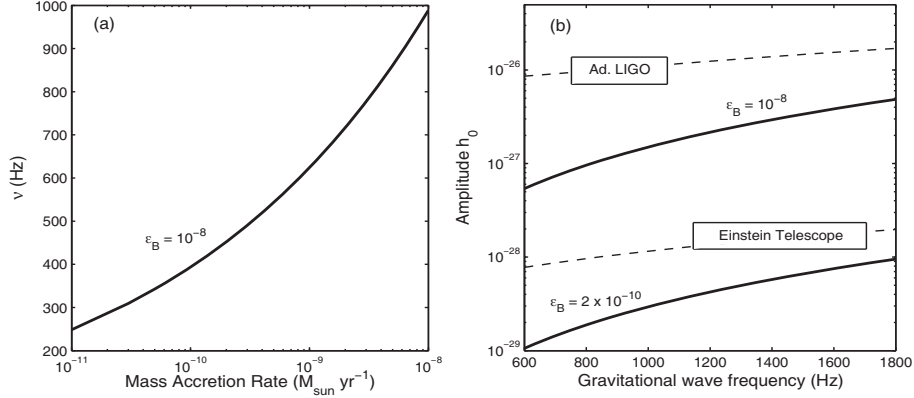 (a)
1000
900
800
700
600
500
400
300
200
ν (Hz)
ε_B = 10⁻⁸
10⁻¹¹
10⁻¹⁰
10⁻⁹
10⁻⁸
Mass Accretion Rate (M_sun yr⁻¹)
(b)
10⁻²⁶
10⁻²⁷
10⁻²⁸
10⁻²⁹
Amplitude h₀
Ad. LIGO
ε_B = 10⁻⁸
Einstein Telescope
ε_B = 2 x 10⁻¹⁰
600
800
1000
1200
1400
1600
1800
Gravitational wave frequency (Hz)